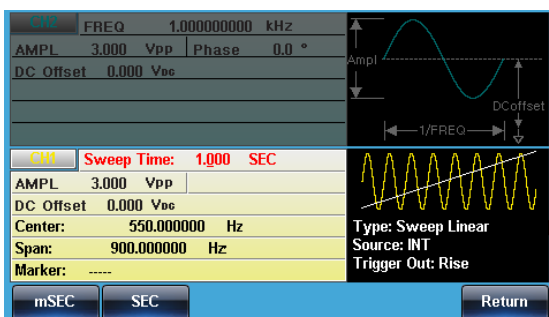 CH2 FREQ 1.000000000 kHz
AMPL 3.000 Vpp Phase 0.0 °
DC Offset 0.000 VDC
Ampl
DCoffset
1/FREQ
CH1 Sweep Time: 1.000 SEC
AMPL 3.000 Vpp
DC Offset 0.000 VDC
Center: 550.000000 Hz
Span: 900.000000 Hz
Marker: -----
Type: Sweep Linear
Source: INT
Trigger Out: Rise
mSEC SEC Return